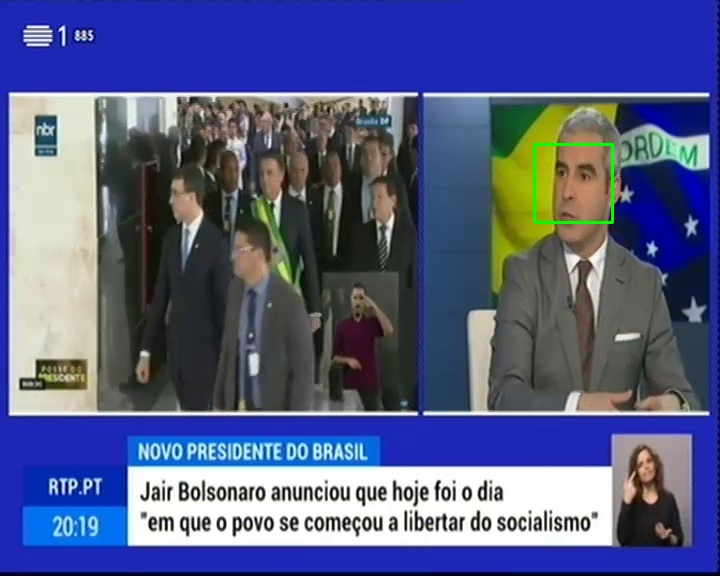 1 885
nbr
Brasília DF
ORDEM
POSSE DO
PRESIDENTE
NOVO PRESIDENTE DO BRASIL
RTP.PT
Jair Bolsonaro anunciou que hoje foi o dia
20:19
"em que o povo se começou a libertar do socialismo"